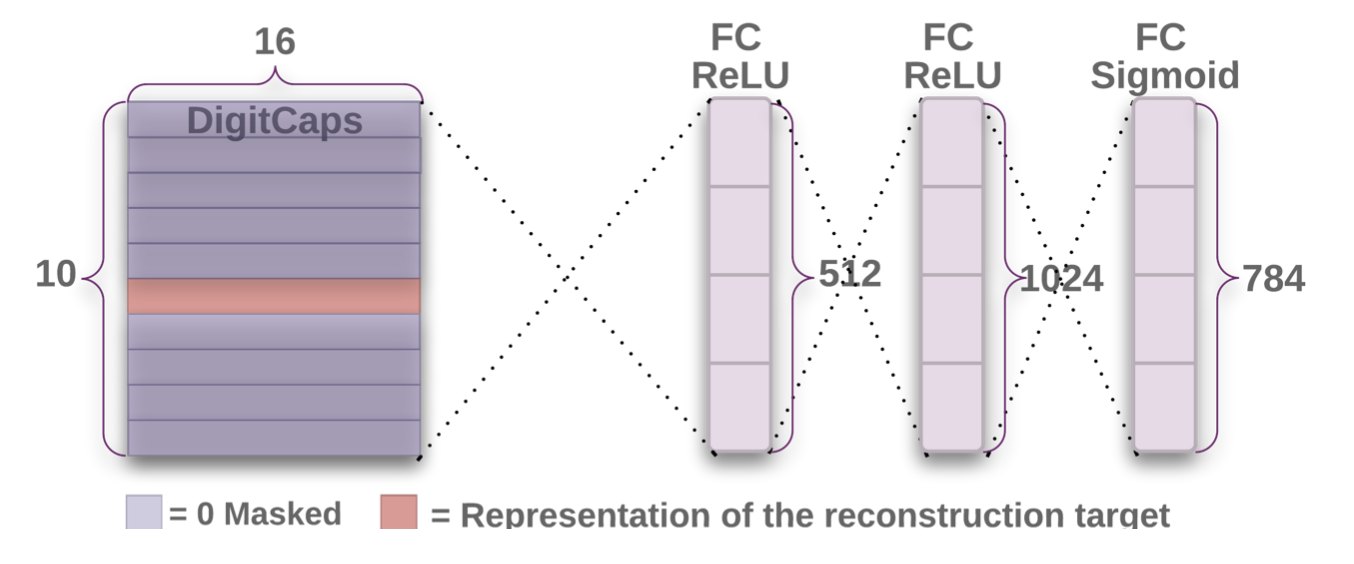 16
FC
ReLU
FC
ReLU
FC
Sigmoid
DigitCaps
10
512
1024
784
= 0 Masked
= Representation of the reconstruction target